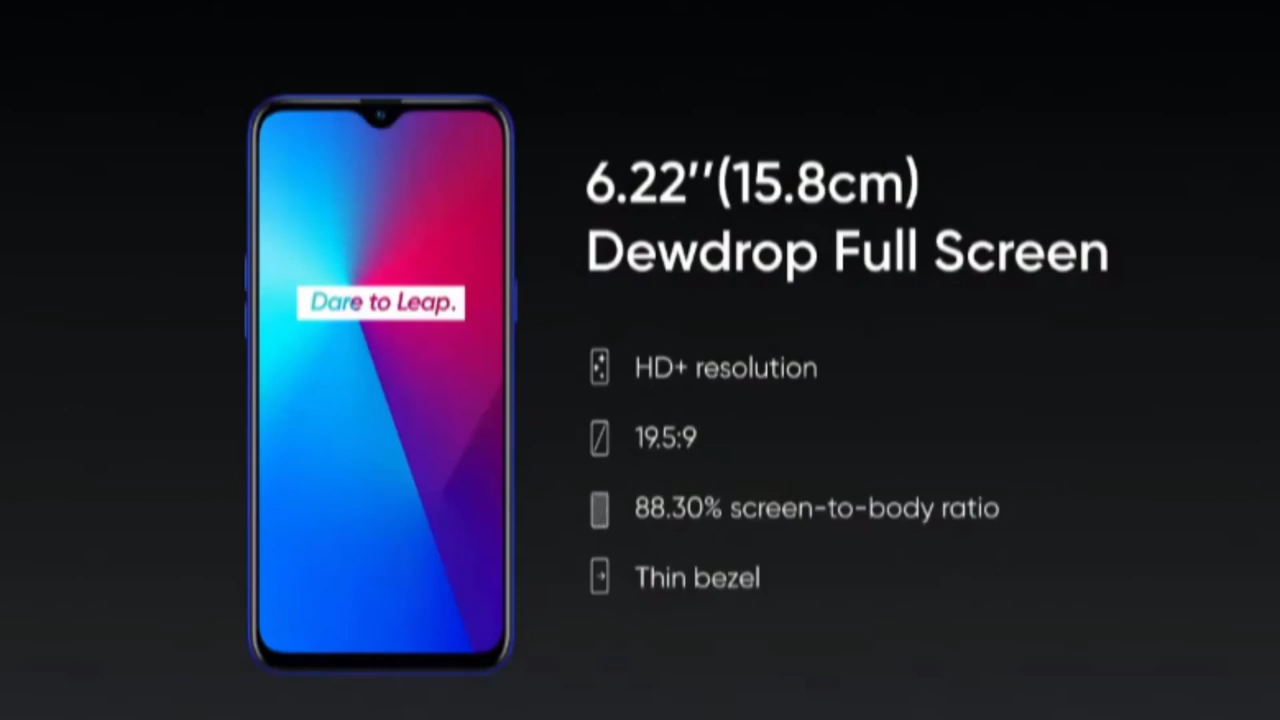 6.22’’(15.8cm)
Dewdrop Full Screen
Dare to Leap.
HD+ resolution
19.5:9
88.30% screen-to-body ratio
Thin bezel